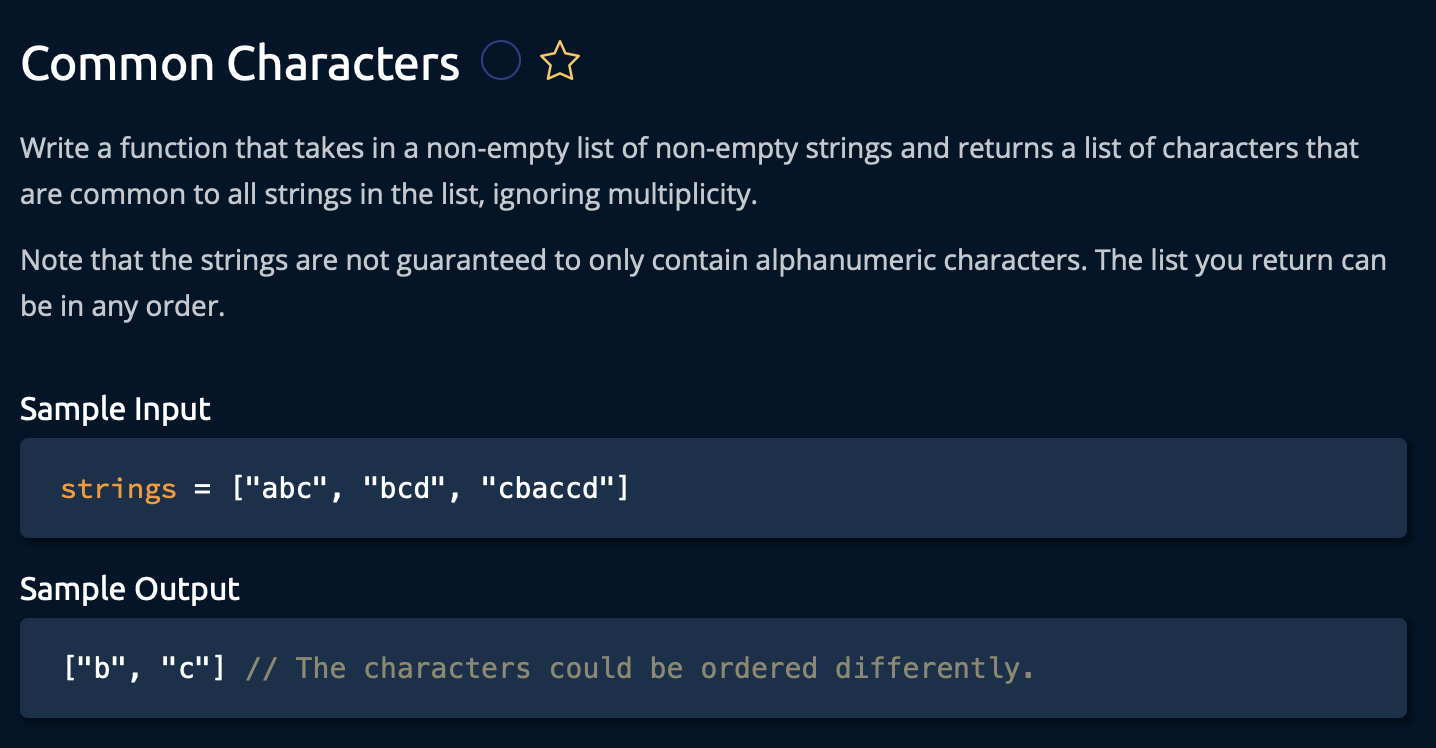 Common Characters
Write a function that takes in a non-empty list of non-empty strings and returns a list of characters that
are common to all strings in the list, ignoring multiplicity.
Note that the strings are not guaranteed to only contain alphanumeric characters. The list you return can
be in any order.
Sample Input
strings = ["abc", "bcd", "cbaccd"]
Sample Output
["b", "c"] // The characters could be ordered differently.